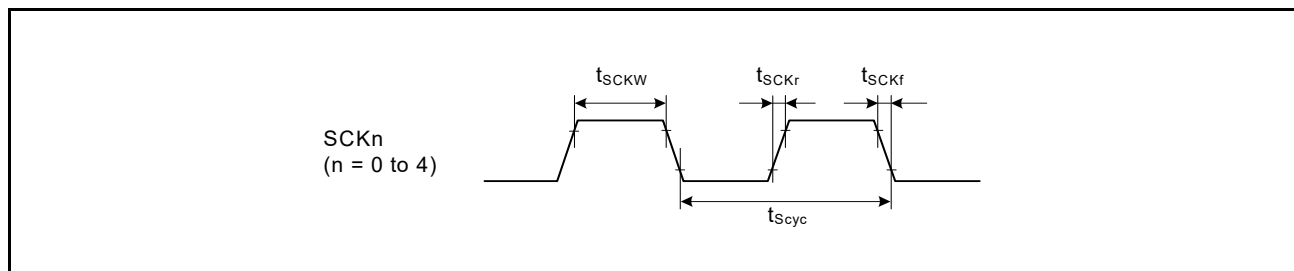 tSCKW
tSCKr
tSCKf
SCKn
(n = 0 to 4)
tScyc